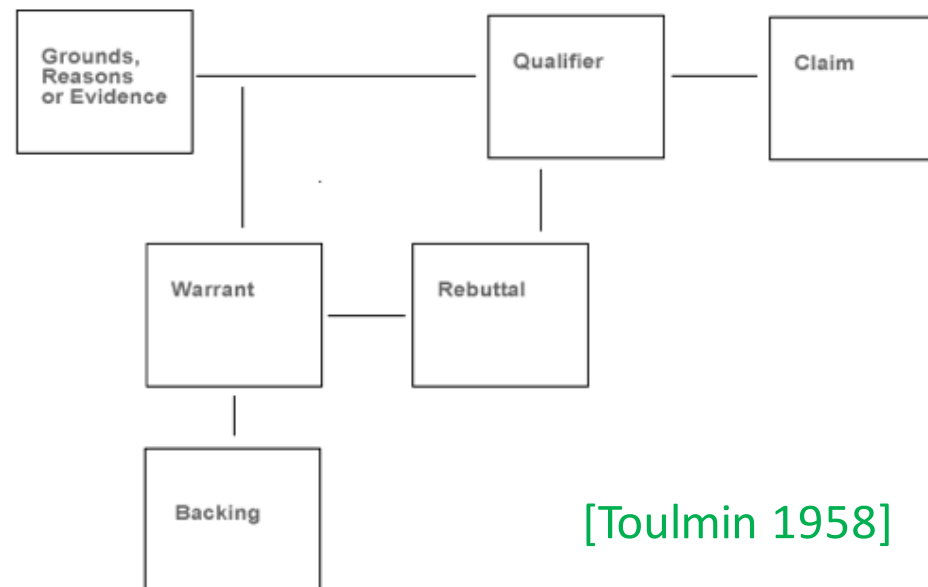 Grounds,
Reasons
or Evidence
Qualifier
Claim
Warrant
Rebuttal
Backing
[Toulmin 1958]